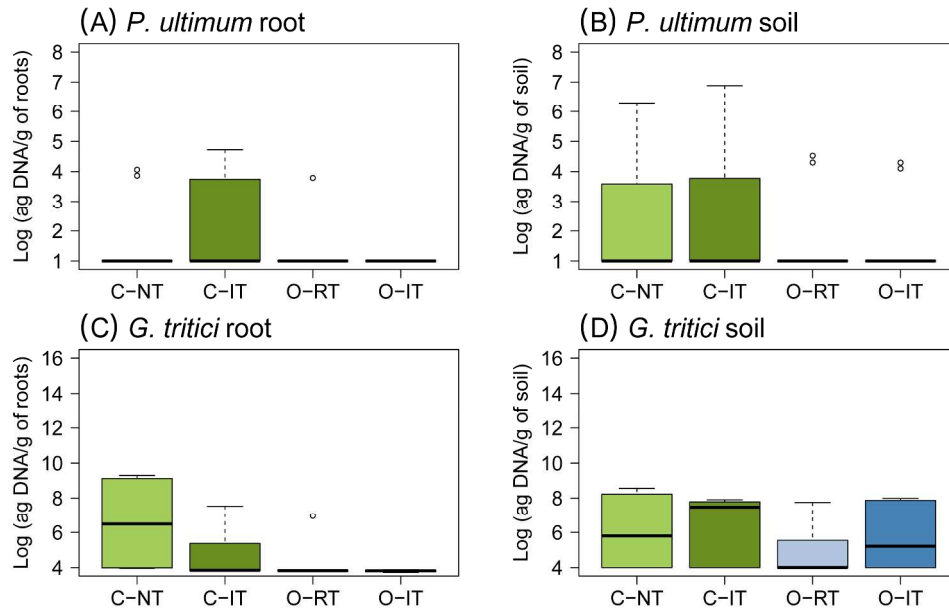 (A) P. ultimum root
Log (ag DNA/g of roots)
8
7
6
5
4
3
2
1
C−NT C−IT O−RT O−IT
(B) P. ultimum soil
Log (ag DNA/g of soil)
8
7
6
5
4
3
2
1
C−NT C−IT O−RT O−IT
(C) G. tritici root
Log (ag DNA/g of roots)
16
14
12
10
8
6
4
C−NT C−IT O−RT O−IT
(D) G. tritici soil
Log (ag DNA/g of soil)
16
14
12
10
8
6
4
C−NT C−IT O−RT O−IT